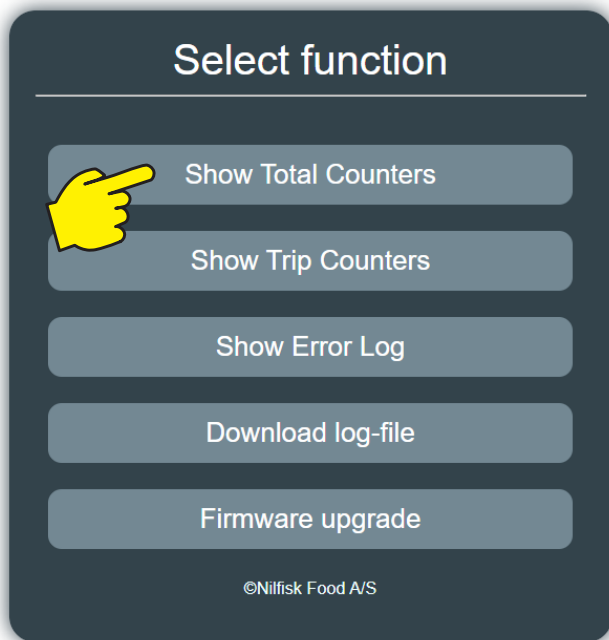 Select function
Show Total Counters
Show Trip Counters
Show Error Log
Download log-file
Firmware upgrade
©Nilfisk Food A/S